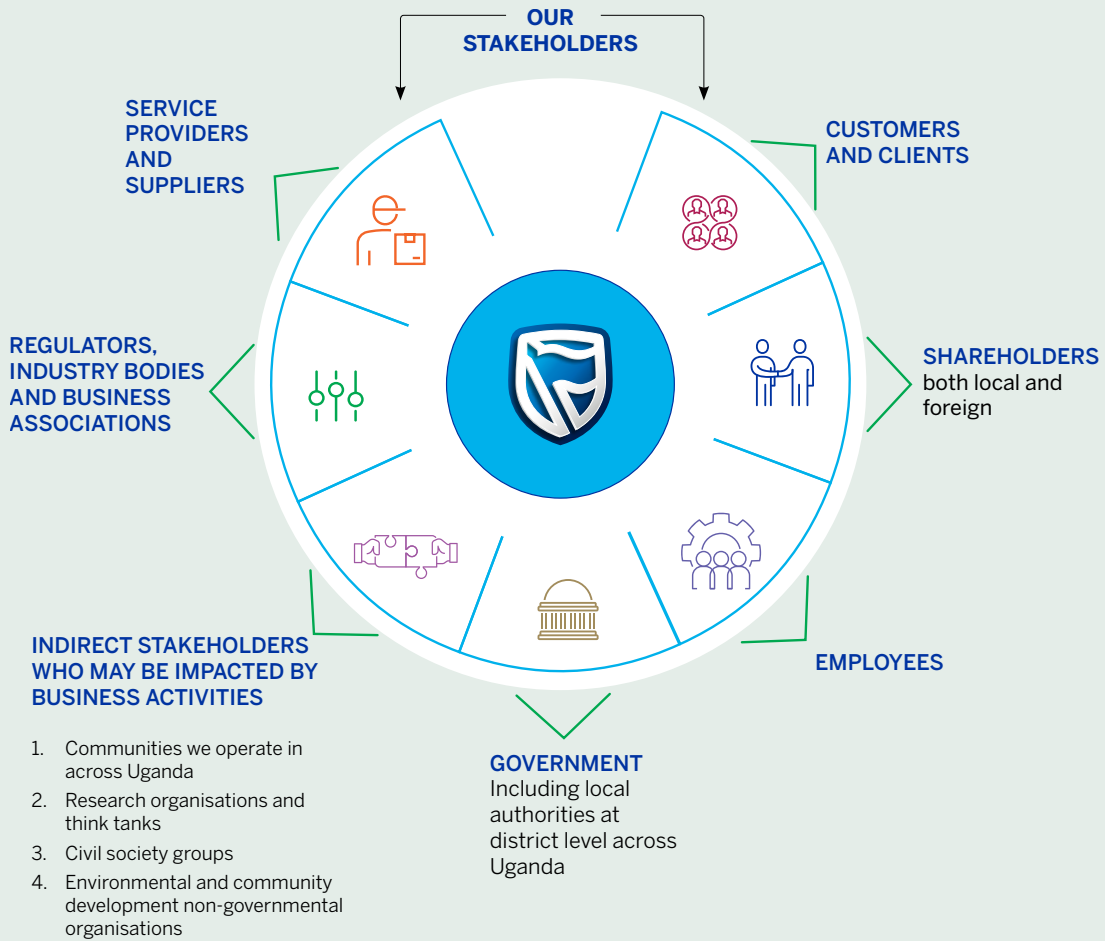 OUR
STAKEHOLDERS
SERVICE
PROVIDERS
AND
SUPPLIERS
CUSTOMERS
AND CLIENTS
REGULATORS,
INDUSTRY BODIES
AND BUSINESS
ASSOCIATIONS
SHAREHOLDERS
both local and
foreign
INDIRECT STAKEHOLDERS
WHO MAY BE IMPACTED BY
BUSINESS ACTIVITIES
1. Communities we operate in
across Uganda
2. Research organisations and
think tanks
3. Civil society groups
4. Environmental and community
development non-governmental
organisations
EMPLOYEES
GOVERNMENT
Including local
authorities at
district level across
Uganda